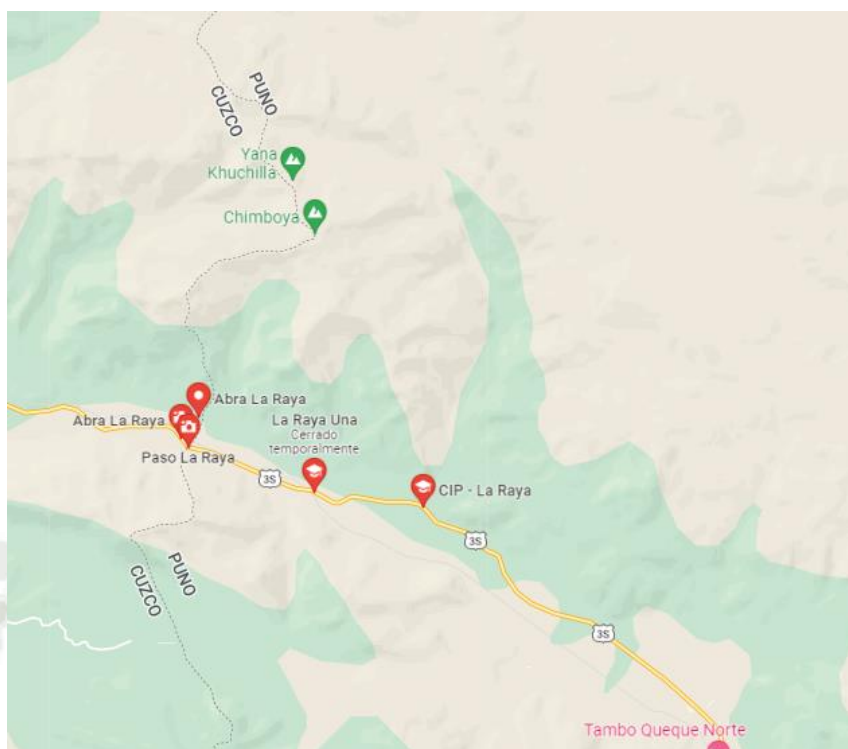 PUNO
CUZCO
Yana
Khuchilla
Chimboya
Abra La Raya
Abra La Raya
La Raya Una
Cerrado
temporalmente
Paso La Raya
3S
CIP - La Raya
3S
PUNO
CUZCO
3S
Tambo Queque Norte